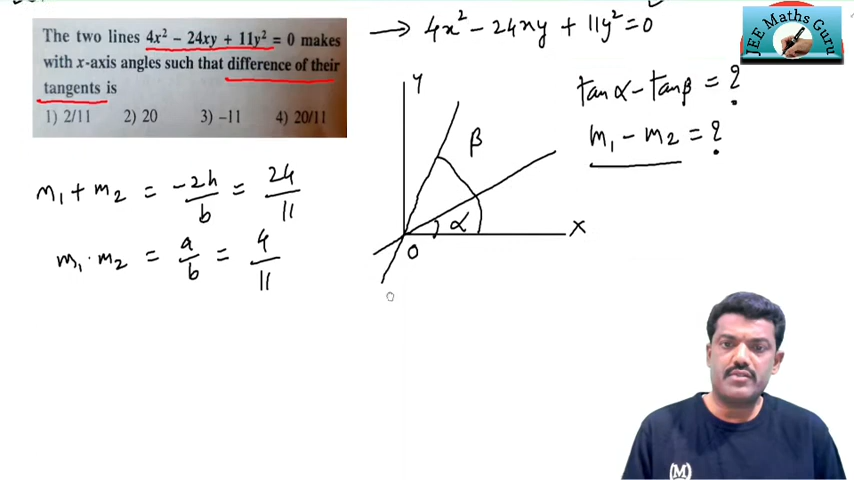 The two lines 4x² − 24xy + 11y² = 0 makes
with x-axis angles such that difference of their
tangents is
1) 2/11 2) 20 3) −11 4) 20/11
→ 4x² − 24xy + 11y² = 0
JEE Maths Guru
tanα − tanβ = ?
m₁ − m₂ = ?
m₁ + m₂ = −2h/b = 24/11
m₁ · m₂ = a/b = 4/11
Y
β
α
X
O
(M)